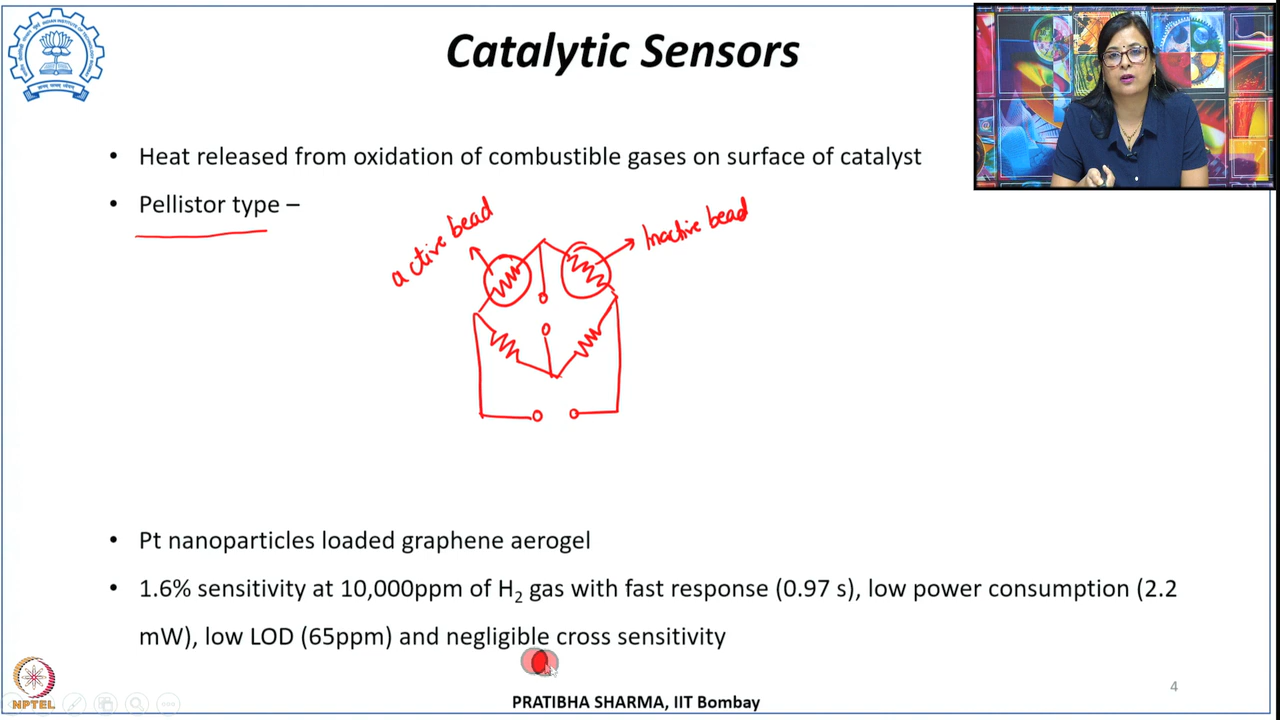 Catalytic Sensors
• Heat released from oxidation of combustible gases on surface of catalyst
• Pellistor type –
active bead
Inactive bead
• Pt nanoparticles loaded graphene aerogel
• 1.6% sensitivity at 10,000ppm of H₂ gas with fast response (0.97 s), low power consumption (2.2
mW), low LOD (65ppm) and negligible cross sensitivity
NPTEL
PRATIBHA SHARMA, IIT Bombay
4